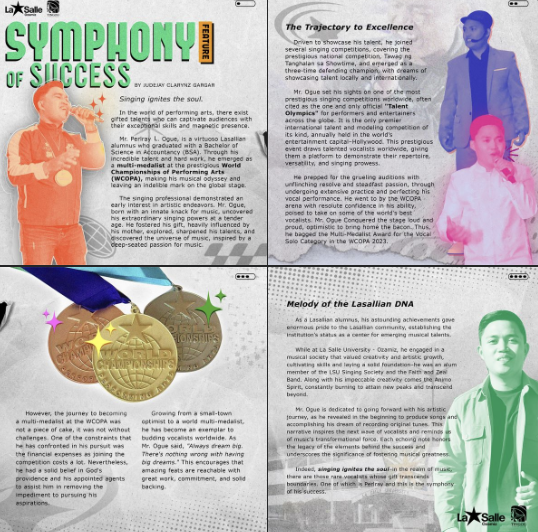 La Salle
Ozamiz
SYMPHONY
OF SUCCESS
FEATURE
BY JUDEJAY CLARYNZ GARGAR
Singing ignites the soul.
In the world of performing arts, there exist
gifted talents who can captivate audiences with
their exceptional skills and magnetic presence.
Mr. Perlray L. Ogue, is a virtuoso Lasallian
alumnus who graduated with a Bachelor of
Science in Accountancy (BSA). Through his
incredible talent and hard work, he emerged as
a multi-medalist at the prestigious World
Championships of Performing Arts
(WCOPA), making his musical odyssey and
leaving an indelible mark on the global stage.
The singing professional demonstrated an
early interest in artistic endeavors. Mr. Ogue,
born with an innate knack for music, uncovered
his extraordinary singing powers at a tender
age. He fostered his gift, heavily influenced by
his mother, explored, sharpened his talents, and
discovered the universe of music, inspired by a
deep-seated passion for music.
The Trajectory to Excellence
Driven to showcase his talent, he joined
several singing competitions, covering the
prestigious national competition, Tawag ng
Tanghalan sa Showtime, and emerged as a
three-time defending champion, with dreams of
showcasing talent locally and internationally.
Mr. Ogue set his sights on one of the most
prestigious singing competitions worldwide, often
cited as the one and only official "Talent
Olympics" for performers and entertainers
across the globe. It is the only premier
international talent and modeling competition of
its kind, annually held in the world's
entertainment capital-Hollywood. This prestigious
event draws talented vocalists worldwide, giving
them a platform to demonstrate their repertoire,
versatility, and singing prowess.
He prepped for the grueling auditions with
unflinching resolve and steadfast passion, through
undergoing extensive practice and perfecting his
vocal performance. He went to the WCOPA
arena with resolute confidence in his ability,
poised to take on some of the world's best
vocalists. Mr. Ogue Conquered the stage loud and
proud, optimistic to bring home the bacon. Thus,
he bagged the Multi-Medalist Award for the Vocal
Solo Category in the WCOPA 2023.
However, the journey to becoming
a multi-medalist at the WCOPA was
not a piece of cake, it was not without
challenges. One of the constraints that
he has confronted in his pursuit was
the financial expenses as joining the
competition costs a lot. Nevertheless,
he had a solid belief in God's
providence and his appointed agents
to assist him in removing the
impediment to pursuing his
aspirations.
Growing from a small-town
optimist to a world multi-medalist,
he has become an exemplar to
budding vocalists worldwide. As
Mr. Ogue said, "Always dream big.
There's nothing wrong with having
big dreams." This encourages that
amazing feats are reachable with
great work, commitment, and solid
backing.
Melody of the Lasallian DNA
As a Lasallian alumnus, his astounding achievements gave
enormous pride to the Lasallian community, establishing the
institution's status as a center for emerging musical talents.
While at La Salle University - Ozamiz, he engaged in a
musical society that valued creativity and artistic growth,
cultivating skills and laying a solid foundation–he was an alum
member of the LSU Singing Society and the Faith and Zeal
Band. Along with his impeccable creativity comes the Animo
Spirit, constantly burning to attain new peaks and transcend
beyond.
Mr. Ogue is dedicated to going forward with his artistic
journey, as he revealed in the beginning to produce songs and
accomplishing his dream of recording original tunes. This
narrative inspires the next wave of vocalists and reminds us
of music's transformational force. Each echoing note honors
the legacy of the elements behind the success and
underscores the significance of fostering musical greatness.
Indeed, singing ignites the soul-in the realm of music,
there are those rare vocalists whose gift transcends
boundaries. One of which is Perlray and this is the symphony
of his success.
La Salle
Ozamiz